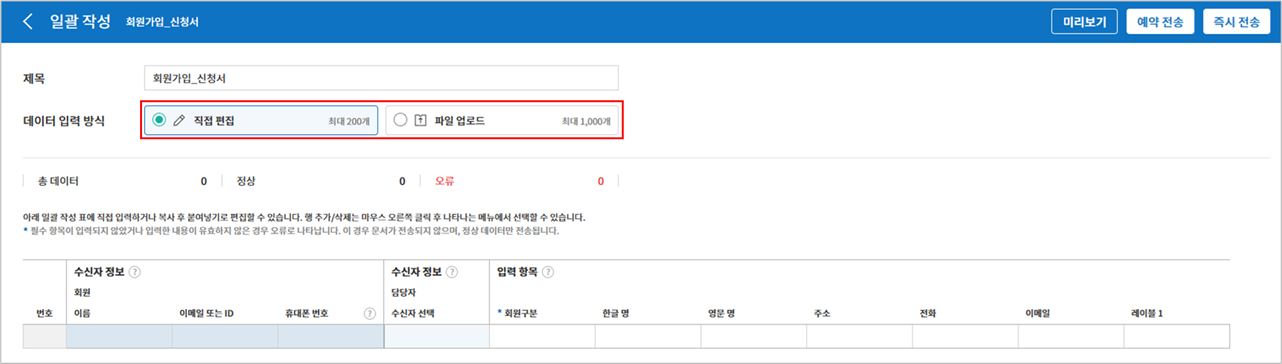 일괄 작성 회원가입_신청서 미리보기 예약 전송 즉시 전송
제목 회원가입_신청서
데이터 입력 방식 직접 편집 최대 200개 파일 업로드 최대 1,000개
총 데이터 0 정상 0 오류 0
아래 일괄 작성 표에 직접 입력하거나 복사 후 붙여넣기로 편집할 수 있습니다. 행 추가/삭제는 마우스 오른쪽 클릭 후 나타나는 메뉴에서 선택할 수 있습니다.
* 필수 항목이 입력되지 않았거나 입력한 내용이 유효하지 않은 경우 오류로 나타납니다. 이 경우 문서가 전송되지 않으며, 정상 데이터만 전송됩니다.
수신자 정보 ? 수신자 정보 ? 입력 항목 ?
회원 담당자
번호 이름 이메일 또는 ID 휴대폰 번호 ? 수신자 선택 * 회원구분 한글 명 영문 명 주소 전화 이메일 레이블 1